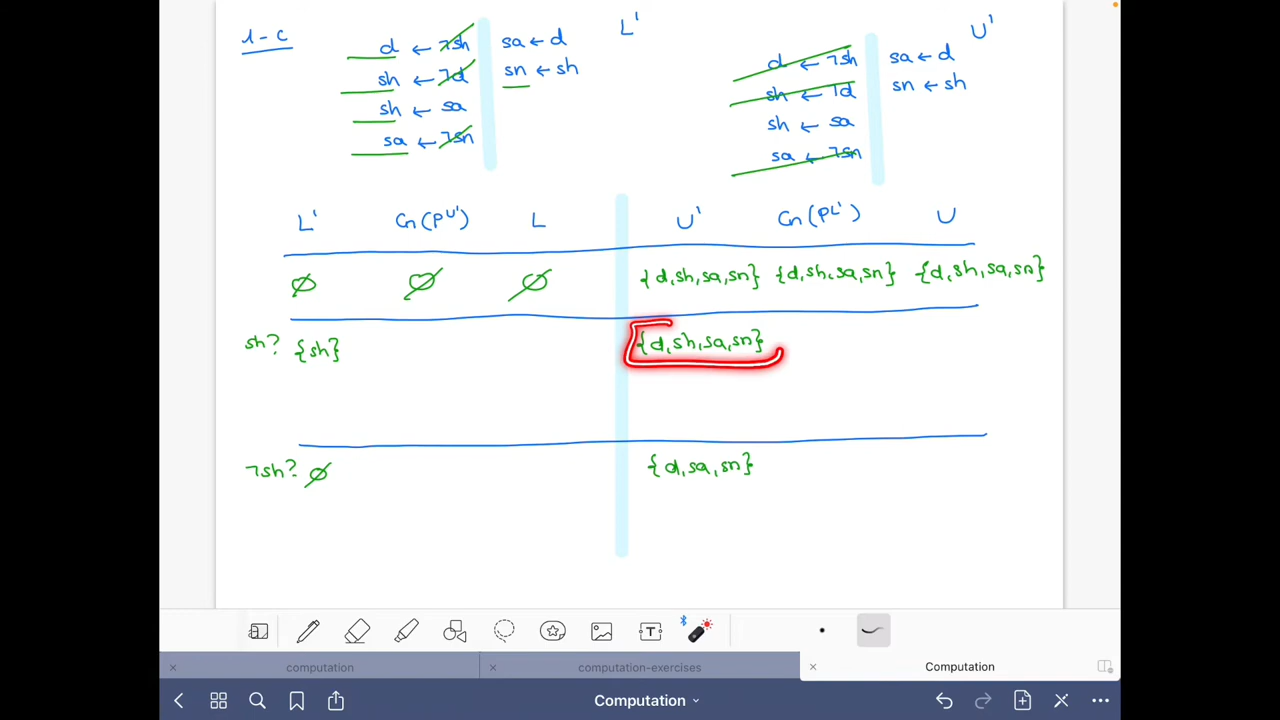 1-c
L'
U'
d ← ¬sh
sa ← d
sh ← ¬d
sn ← sh
sh ← sa
sa ← ¬sn
d ← ¬sh
sa ← d
sh ← ¬d
sn ← sh
sh ← sa
sa ← ¬sn
L' Cn(P^U') L U' Cn(P^L') U
∅ ∅ ∅ {d,sh,sa,sn} {d,sh,sa,sn} {d,sh,sa,sn}
sh? {sh} {d,sh,sa,sn}
¬sh? ∅ {d,sa,sn}
T
computation
computation-exercises
Computation
Computation